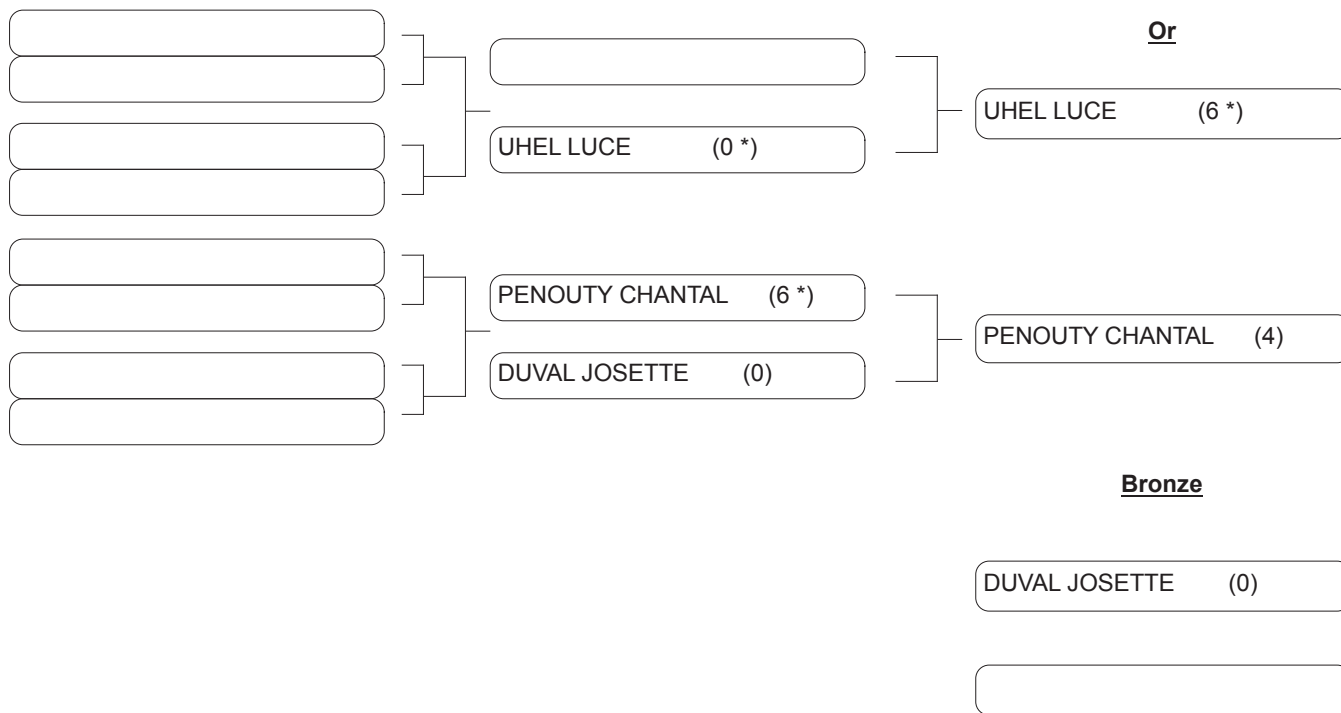 Or
UHEL LUCE (6 *)
UHEL LUCE (0 *)
PENOUTY CHANTAL (6 *)
PENOUTY CHANTAL (4)
DUVAL JOSETTE (0)
Bronze
DUVAL JOSETTE (0)